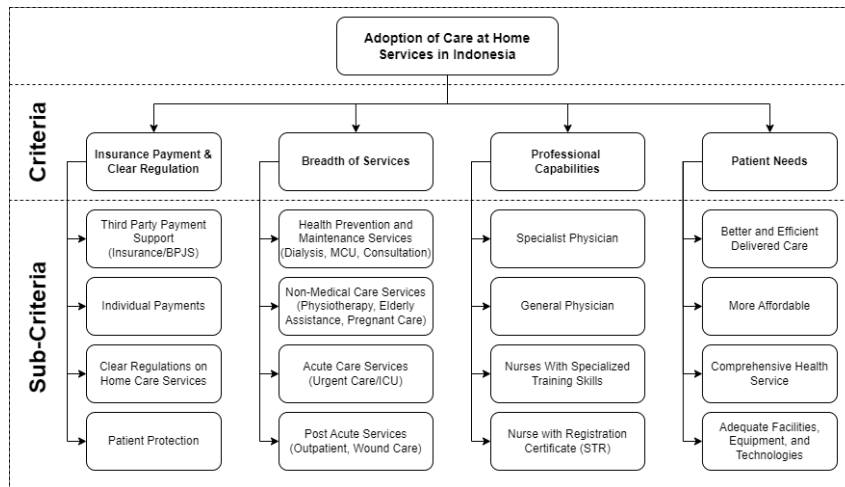 Adoption of Care at Home
Services in Indonesia
Criteria
Insurance Payment &
Clear Regulation
Breadth of Services
Professional
Capabilities
Patient Needs
Sub-Criteria
Third Party Payment
Support
(Insurance/BPJS)
Individual Payments
Clear Regulations on
Home Care Services
Patient Protection
Health Prevention and
Maintenance Services
(Dialysis, MCU, Consultation)
Non-Medical Care Services
(Physiotherapy, Elderly
Assistance, Pregnant Care)
Acute Care Services
(Urgent Care/ICU)
Post Acute Services
(Outpatient, Wound Care)
Specialist Physician
General Physician
Nurses With Specialized
Training Skills
Nurse with Registration
Certificate (STR)
Better and Efficient
Delivered Care
More Affordable
Comprehensive Health
Service
Adequate Facilities,
Equipment, and
Technologies